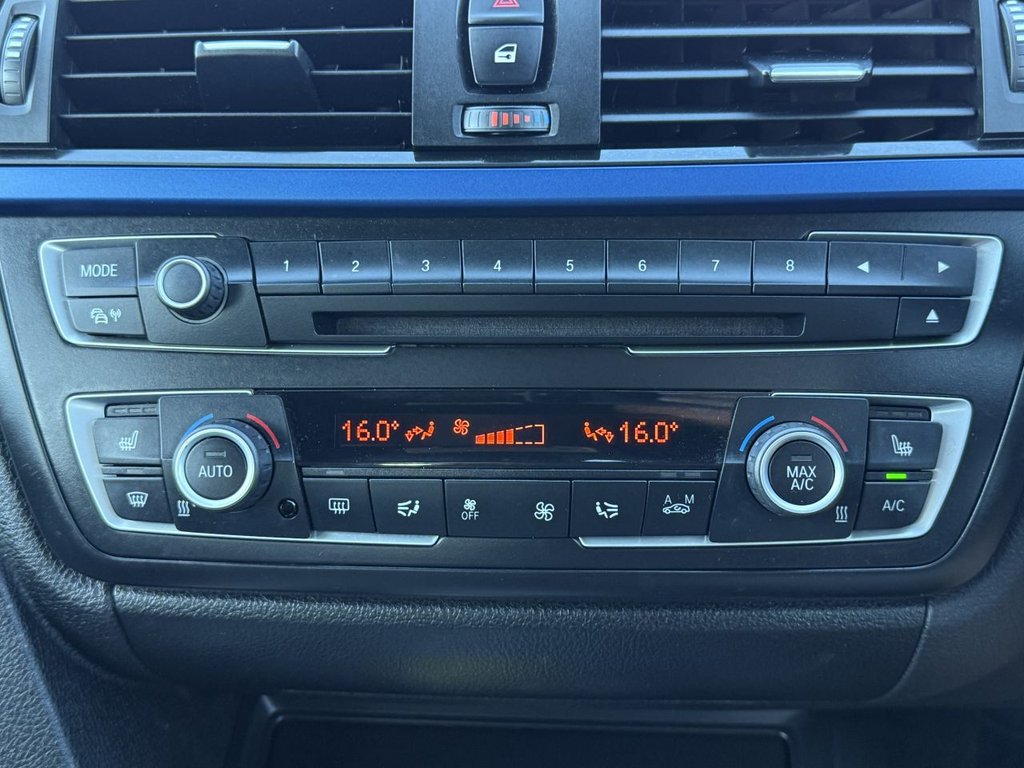 MODE 1 2 3 4 5 6 7 8
16.0° 16.0°
AUTO MAX A/C
OFF A M A/C